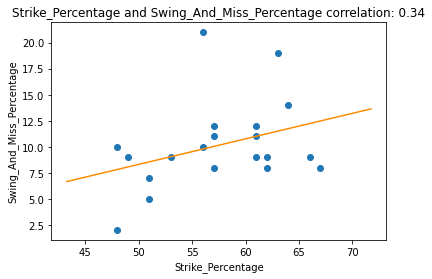 Strike_Percentage and Swing_And_Miss_Percentage correlation: 0.34
Swing_And_Miss_Percentage
20.0
17.5
15.0
12.5
10.0
7.5
5.0
2.5
45 50 55 60 65 70
Strike_Percentage